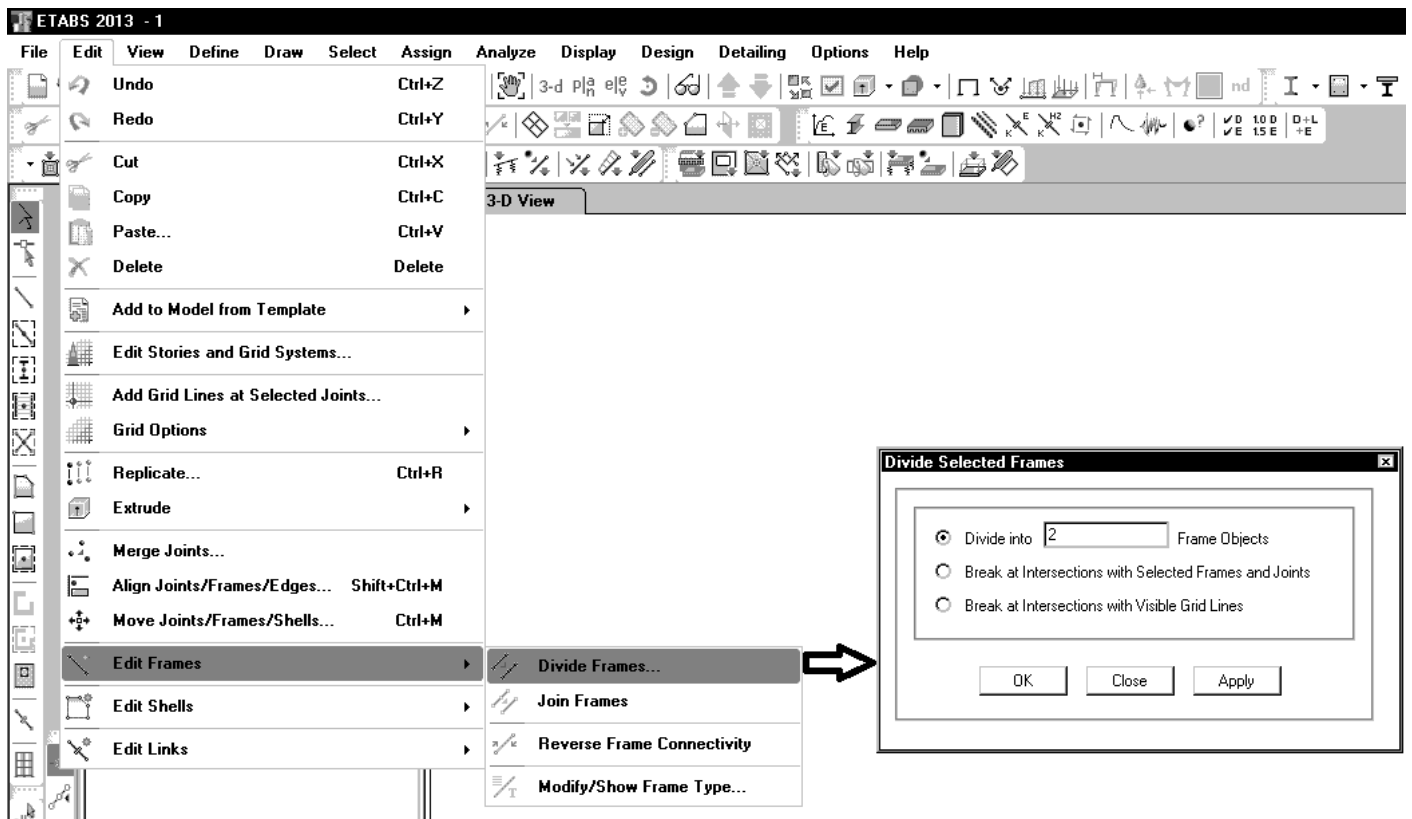 ETABS 2013 - 1
File Edit View Define Draw Select Assign Analyze Display Design Detailing Options Help
Undo Ctrl+Z
Redo Ctrl+Y
Cut Ctrl+X
Copy Ctrl+C
Paste... Ctrl+V
Delete Delete
Add to Model from Template
Edit Stories and Grid Systems...
Add Grid Lines at Selected Joints...
Grid Options
Replicate... Ctrl+R
Extrude
Merge Joints...
Align Joints/Frames/Edges... Shift+Ctrl+M
Move Joints/Frames/Shells... Ctrl+M
Edit Frames
Edit Shells
Edit Links
3-d pla n ele v nd
3-D View
Divide Frames...
Join Frames
Reverse Frame Connectivity
Modify/Show Frame Type...
Divide Selected Frames
Divide into 2 Frame Objects
Break at Intersections with Selected Frames and Joints
Break at Intersections with Visible Grid Lines
OK Close Apply